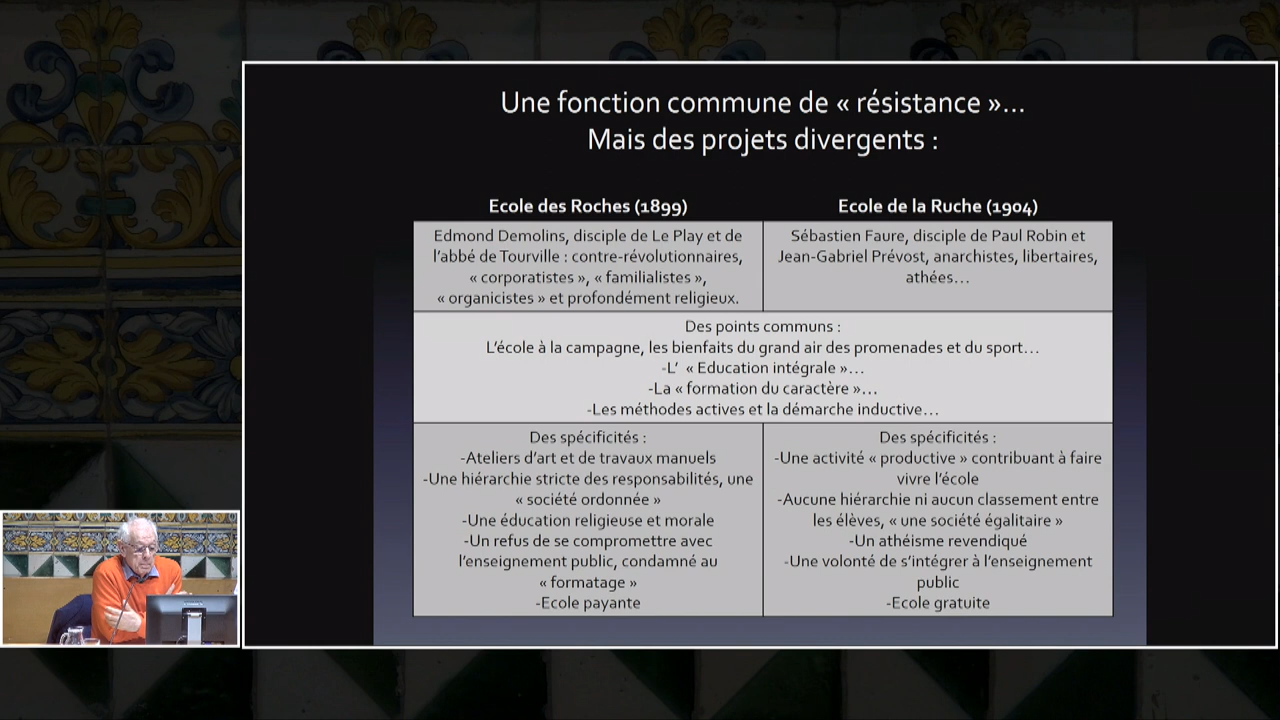 Une fonction commune de « résistance »...
Mais des projets divergents :
Ecole des Roches (1899)
Ecole de la Ruche (1904)
Edmond Demolins, disciple de Le Play et de
l'abbé de Tourville : contre-révolutionnaires,
« corporatistes », « familialistes »,
« organicistes » et profondément religieux.
Sébastien Faure, disciple de Paul Robin et
Jean-Gabriel Prévost, anarchistes, libertaires,
athées...
Des points communs :
L'école à la campagne, les bienfaits du grand air des promenades et du sport...
-L' « Education intégrale »...
-La « formation du caractère »...
-Les méthodes actives et la démarche inductive...
Des spécificités :
-Ateliers d'art et de travaux manuels
-Une hiérarchie stricte des responsabilités, une
« société ordonnée »
-Une éducation religieuse et morale
-Un refus de se compromettre avec
l'enseignement public, condamné au
« formatage »
-Ecole payante
Des spécificités :
-Une activité « productive » contribuant à faire
vivre l'école
-Aucune hiérarchie ni aucun classement entre
les élèves, « une société égalitaire »
-Un athéisme revendiqué
-Une volonté de s'intégrer à l'enseignement
public
-Ecole gratuite